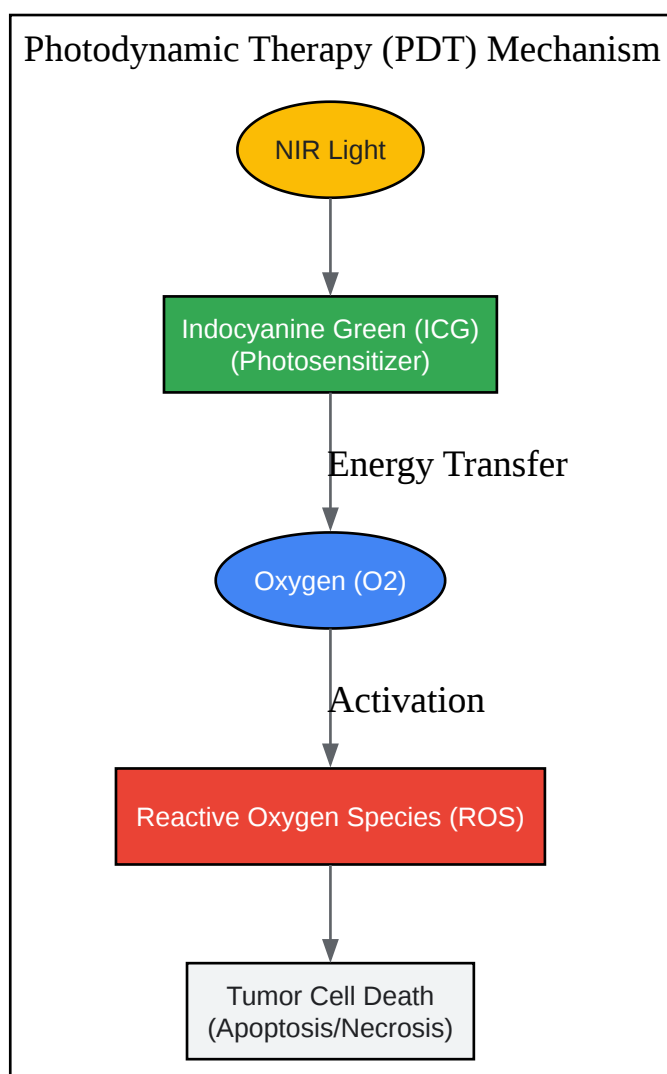 Photodynamic Therapy (PDT) Mechanism
NIR Light
Indocyanine Green (ICG)
(Photosensitizer)
Energy Transfer
Oxygen (O2)
Activation
Reactive Oxygen Species (ROS)
Tumor Cell Death
(Apoptosis/Necrosis)